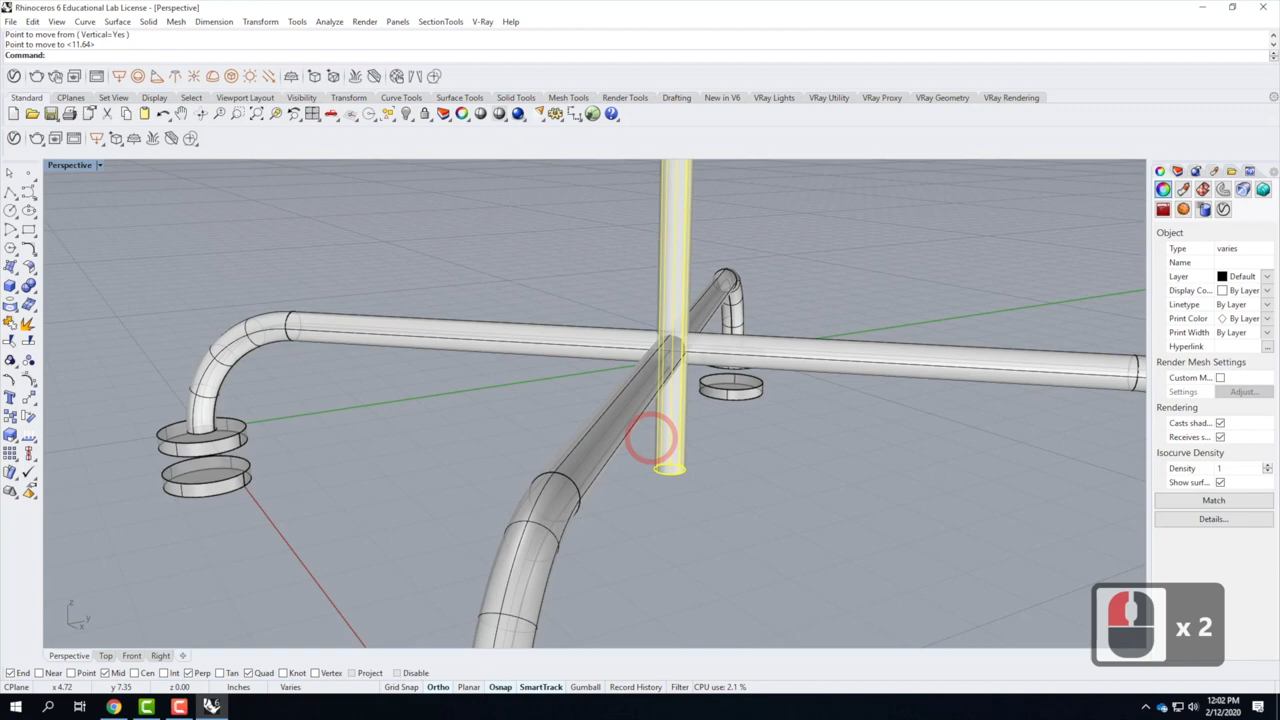 Rhinoceros 6 Educational Lab License - [Perspective]
File Edit View Curve Surface Solid Mesh Dimension Transform Tools Analyze Render Panels V-Ray SectionTools Help
Point to move from ( Vertical=Yes )
Point to move to <11.64>
Command:
Standard CPlanes Set View Display Select Viewport Layout Visibility Transform Curve Tools Surface Tools Solid Tools Mesh Tools Render Tools Drafting New in V6 VRay Lights VRay Utility VRay Proxy VRay Geometry VRay Rendering
Perspective
Object
Type varies
Name
Layer Default
Display Co... By Layer
Linetype By Layer
Print Color By Layer
Print Width By Layer
Hyperlink ...
Render Mesh Settings
Custom M...
Settings Adjust...
Rendering
Casts shad...
Receives s...
Isocurve Density
Density 1
Show surf...
Match
Details...
x 2
z
y
x
Perspective Top Front Right
End Near Point Mid Cen Int Perp Tan Quad Knot Vertex Project Disable
CPlane x 4.72 y 7.35 z 0.00 Inches Varies Grid Snap Ortho Planar Osnap SmartTrack Gumball Record History Filter CPU use: 2.1 %
12:02 PM
2/12/2020